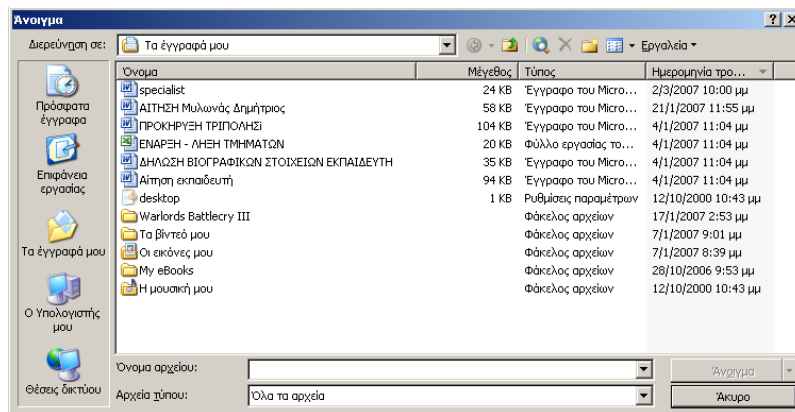 Άνοιγμα
Διερεύνηση σε: Τα έγγραφά μου Εργαλεία
Όνομα Μέγεθος Τύπος Ημερομηνία τρο...
specialist 24 KB Έγγραφο του Micro... 2/3/2007 10:00 μμ
ΑΙΤΗΣΗ Μυλωνάς Δημήτριος 58 KB Έγγραφο του Micro... 21/1/2007 11:55 μμ
ΠΡΟΚΗΡΥΞΗ ΤΡΙΠΟΛΗΣi 104 KB Έγγραφο του Micro... 4/1/2007 11:04 μμ
ΕΝΑΡΞΗ - ΛΗΞΗ ΤΜΗΜΑΤΩΝ 20 KB Φύλλο εργασίας το... 4/1/2007 11:04 μμ
ΔΗΛΩΣΗ ΒΙΟΓΡΑΦΙΚΩΝ ΣΤΟΙΧΕΙΩΝ ΕΚΠΑΙΔΕΥΤΗ 35 KB Έγγραφο του Micro... 4/1/2007 11:04 μμ
Αίτηση εκπαιδευτή 94 KB Έγγραφο του Micro... 4/1/2007 11:04 μμ
desktop 1 KB Ρυθμίσεις παραμέτρων 12/10/2000 10:43 μμ
Warlords Battlecry III Φάκελος αρχείων 17/1/2007 2:53 μμ
Τα βίντεό μου Φάκελος αρχείων 7/1/2007 9:01 μμ
Οι εικόνες μου Φάκελος αρχείων 7/1/2007 8:39 μμ
My eBooks Φάκελος αρχείων 28/10/2006 9:53 μμ
Η μουσική μου Φάκελος αρχείων 12/10/2000 10:43 μμ
Πρόσφατα
έγγραφα
Επιφάνεια
εργασίας
Τα έγγραφά μου
Ο Υπολογιστής
μου
Θέσεις δικτύου
Όνομα αρχείου: Άνοιγμα
Αρχεία τύπου: Όλα τα αρχεία Άκυρο